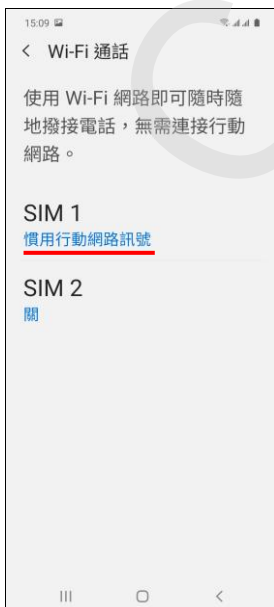 15:09
Wi-Fi 通話
使用 Wi-Fi 網路即可隨時隨
地撥接電話，無需連接行動
網路。
SIM 1
慣用行動網路訊號
SIM 2
關